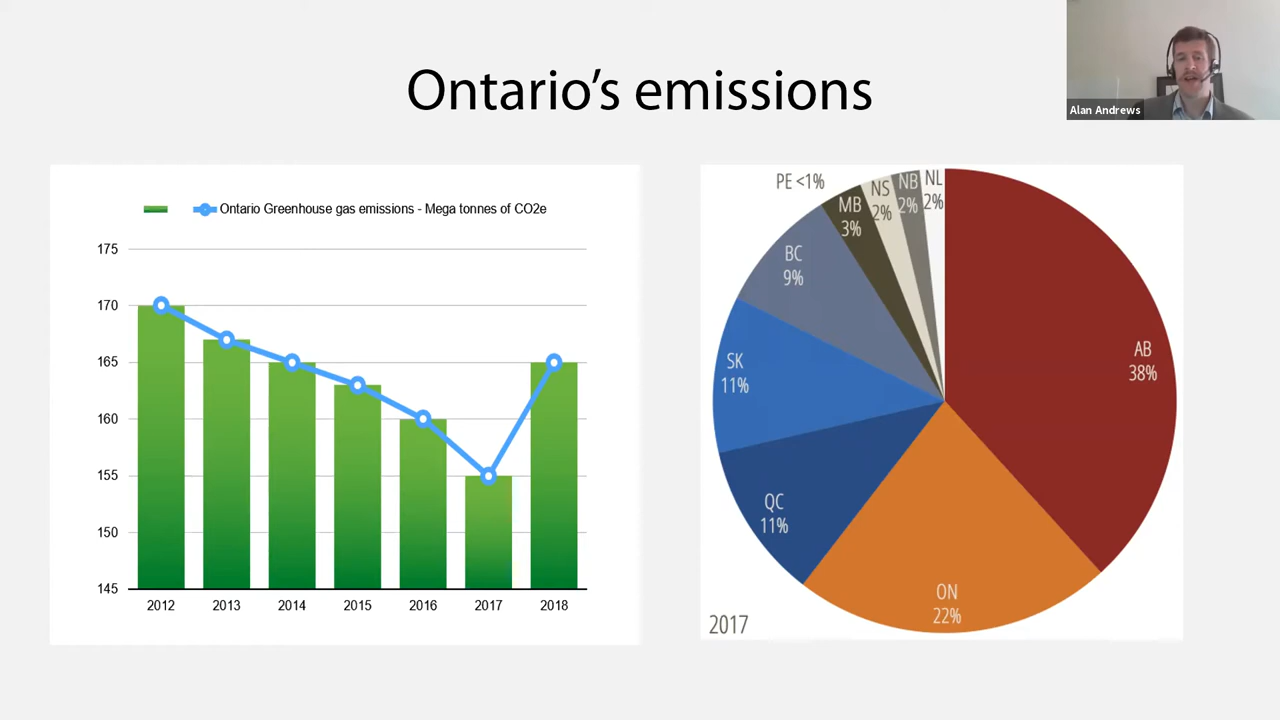 Ontario's emissions
Alan Andrews
Ontario Greenhouse gas emissions - Mega tonnes of CO2e
175
170
165
160
155
150
145
2012 2013 2014 2015 2016 2017 2018
PE <1%
MB
3%
NS
2%
NB
2%
NL
2%
BC
9%
SK
11%
QC
11%
ON
22%
AB
38%
2017